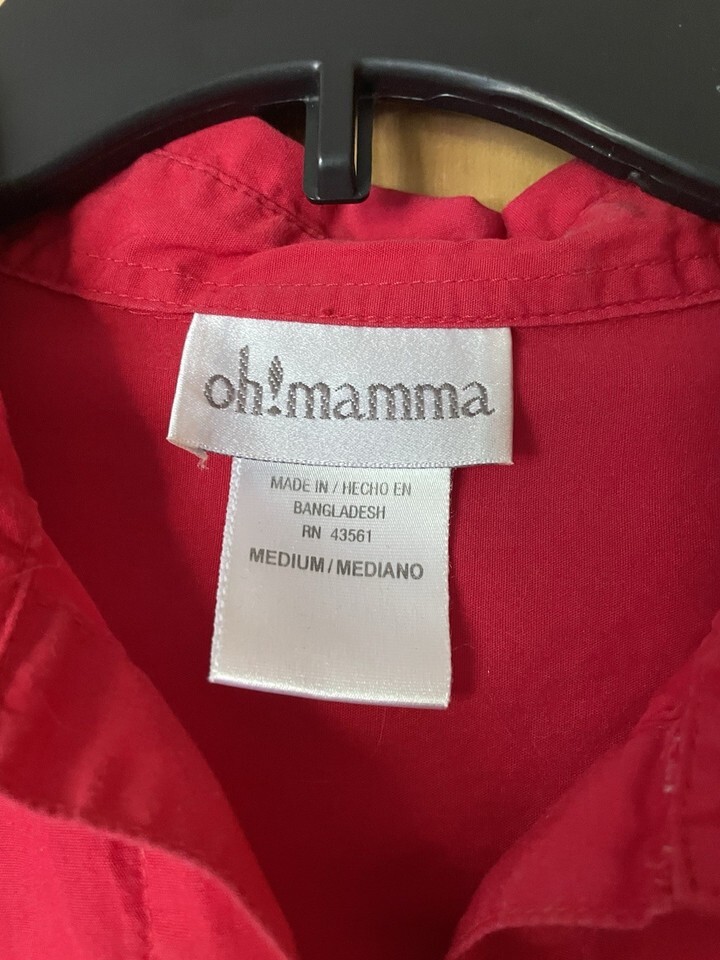 oh!mamma
MADE IN / HECHO EN
BANGLADESH
RN 43561
MEDIUM / MEDIANO